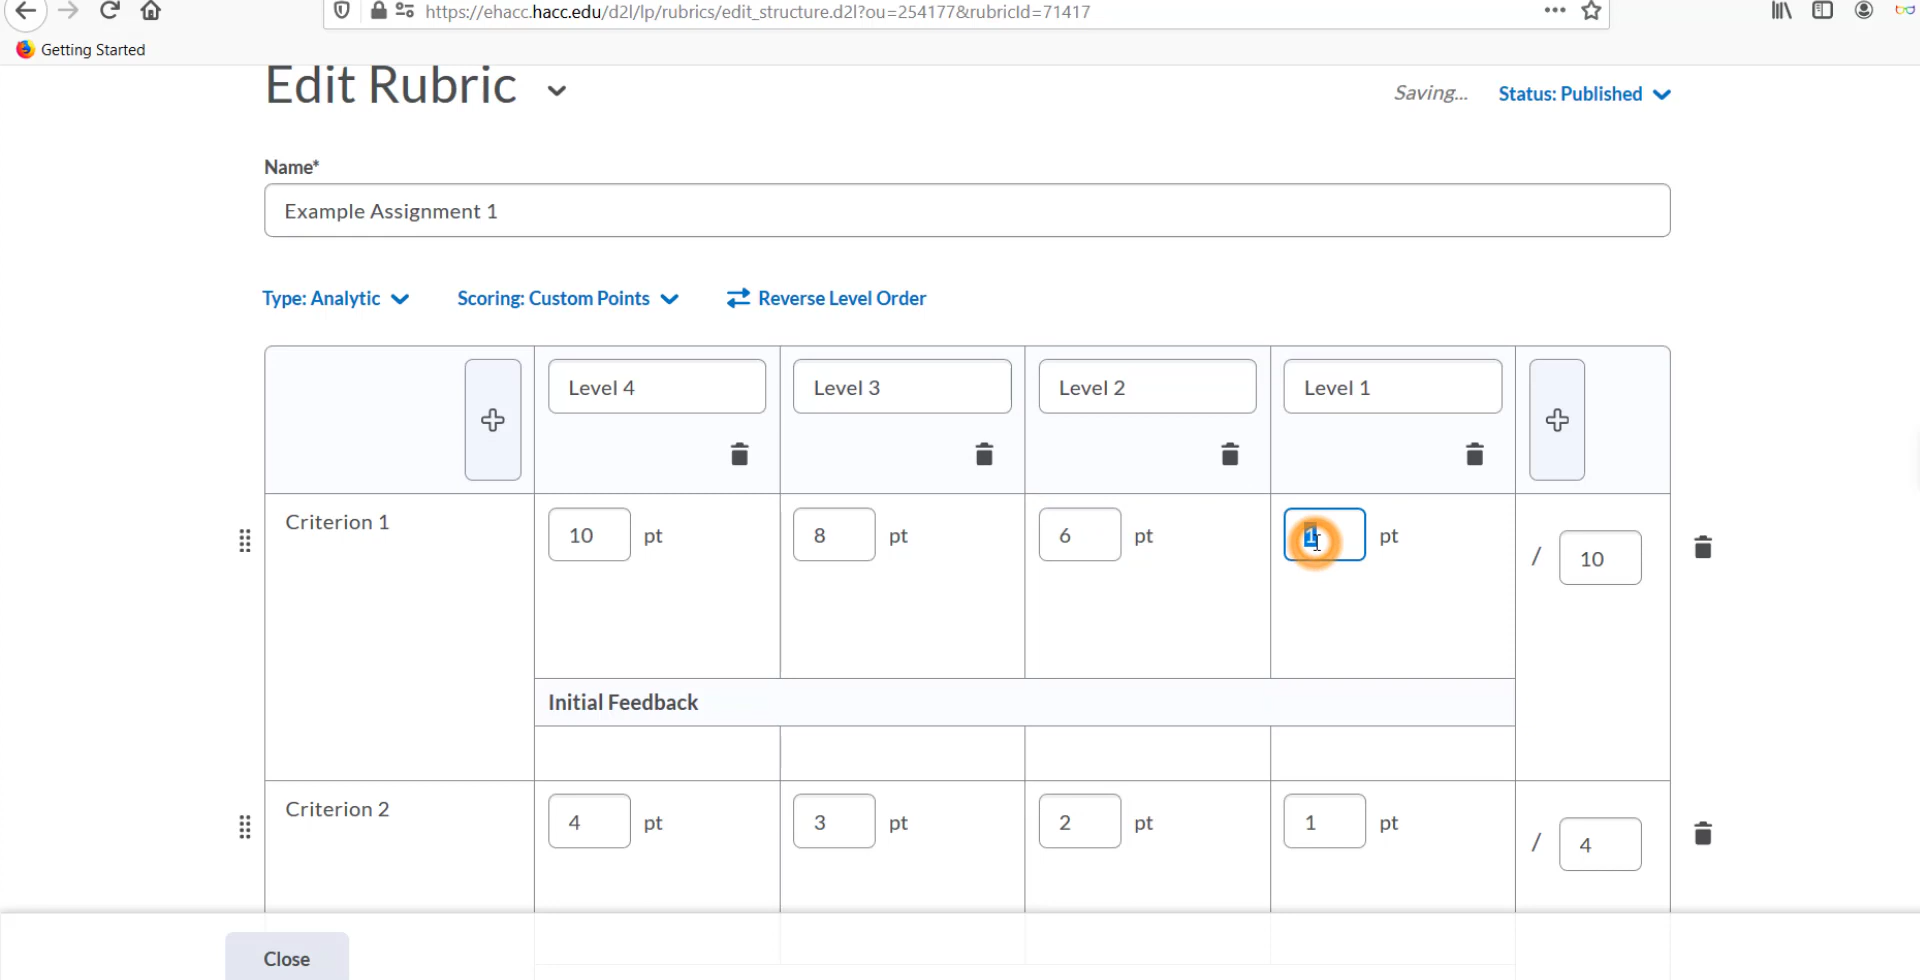 https://ehacc.hacc.edu/d2l/lp/rubrics/edit_structure.d2l?ou=254177&rubricId=71417
Getting Started
Edit Rubric
Saving...
Status: Published
Name*
Example Assignment 1
Type: Analytic
Scoring: Custom Points
Reverse Level Order
Level 4 Level 3 Level 2 Level 1
Criterion 1 10 pt 8 pt 6 pt 1 pt / 10
Initial Feedback
Criterion 2 4 pt 3 pt 2 pt 1 pt / 4
Close